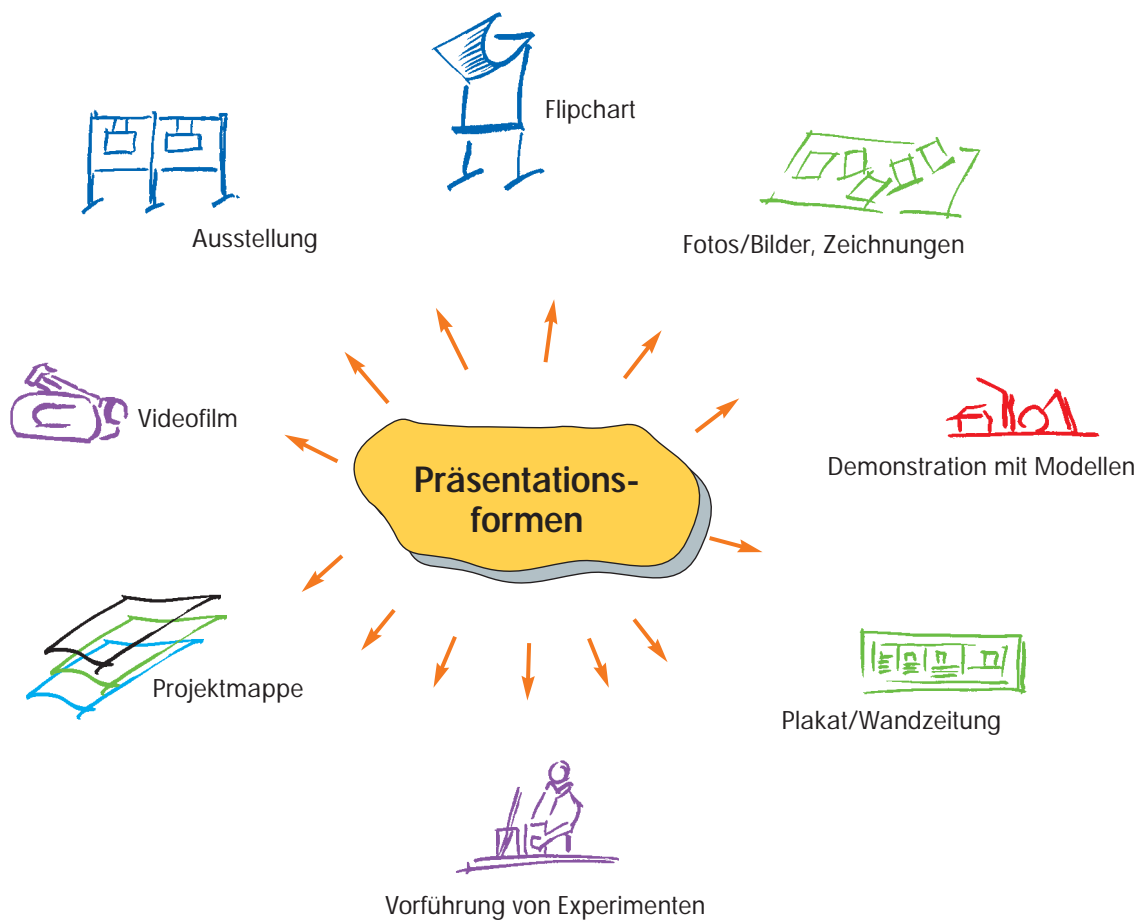 Flipchart
Ausstellung
Fotos/Bilder, Zeichnungen
Videofilm
Demonstration mit Modellen
Präsentations-
formen
Projektmappe
Plakat/Wandzeitung
Vorführung von Experimenten